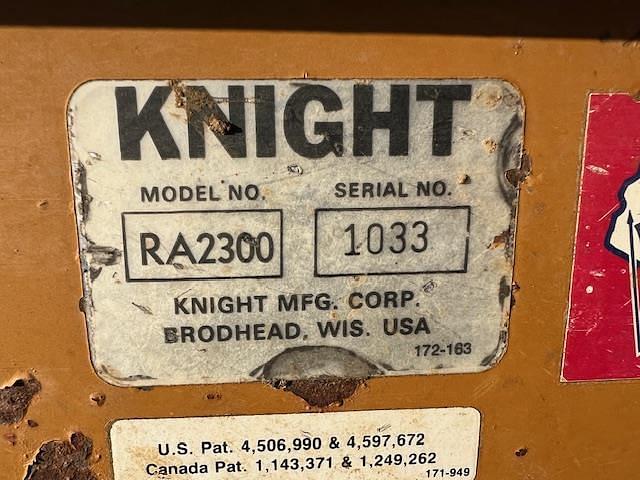 KNIGHT
MODEL NO. SERIAL NO.
RA2300 1033
KNIGHT MFG. CORP.
BRODHEAD, WIS. USA
172-163
U.S. Pat. 4,506,990 & 4,597,672
Canada Pat. 1,143,371 & 1,249,262
171-949